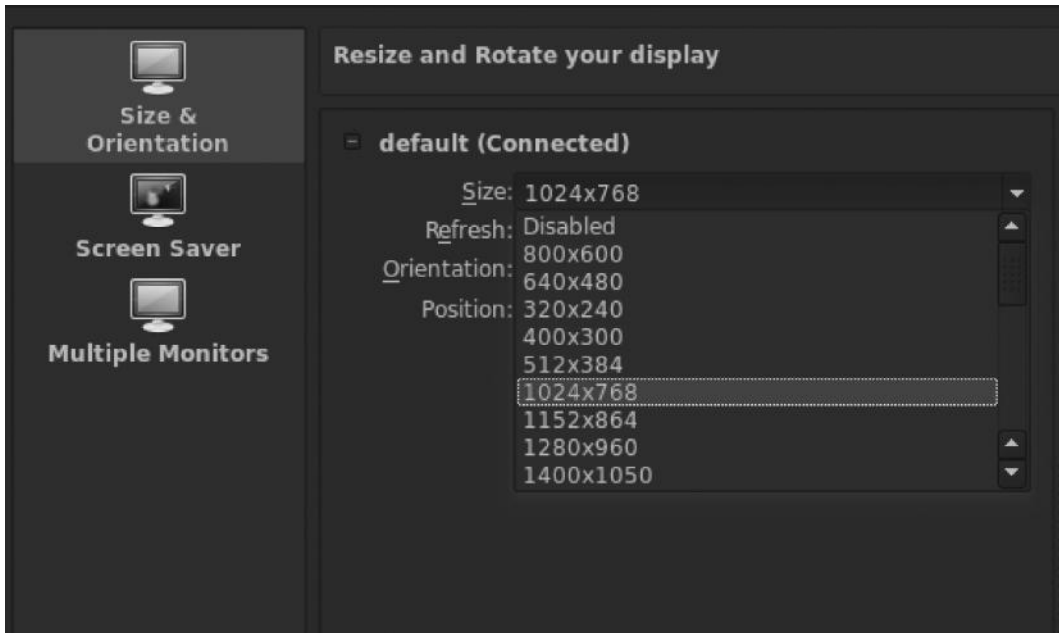 Size &
Orientation
Screen Saver
Multiple Monitors
Resize and Rotate your display
default (Connected)
Size: 1024x768
Refresh:
Orientation:
Position:
Disabled
800x600
640x480
320x240
400x300
512x384
1024x768
1152x864
1280x960
1400x1050